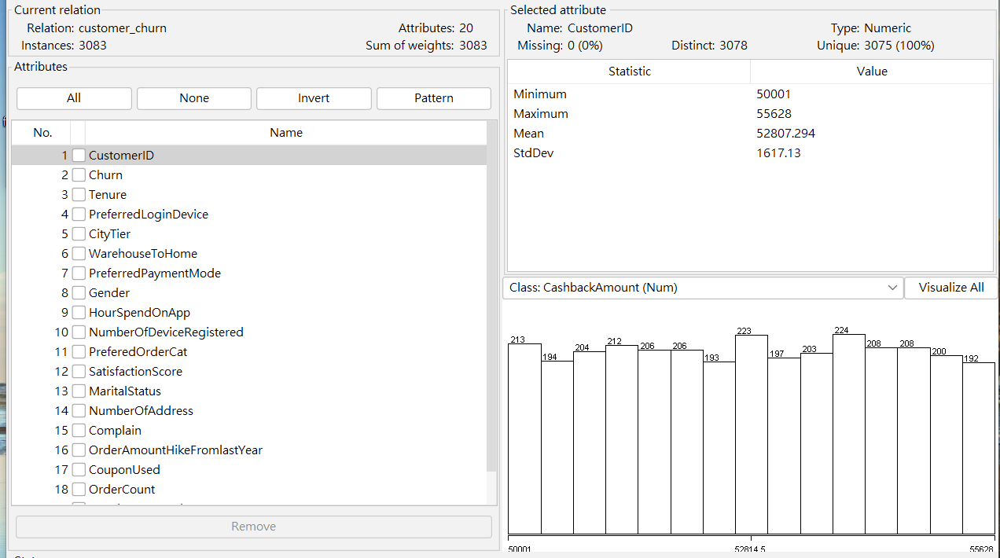 Current relation
Relation: customer_churn
Attributes: 20
Instances: 3083
Sum of weights: 3083
Attributes
All
None
Invert
Pattern
No.
Name
1 CustomerID
2 Churn
3 Tenure
4 PreferredLoginDevice
5 CityTier
6 WarehouseToHome
7 PreferredPaymentMode
8 Gender
9 HourSpendOnApp
10 NumberOfDeviceRegistered
11 PreferedOrderCat
12 SatisfactionScore
13 MaritalStatus
14 NumberOfAddress
15 Complain
16 OrderAmountHikeFromlastYear
17 CouponUsed
18 OrderCount
Remove
Selected attribute
Name: CustomerID
Type: Numeric
Missing: 0 (0%)
Distinct: 3078
Unique: 3075 (100%)
Statistic
Value
Minimum 50001
Maximum 55628
Mean 52807.294
StdDev 1617.13
Class: CashbackAmount (Num)
Visualize All
213
194
204
212
206
206
193
223
197
203
224
208
208
200
192
50001
52814.5
55628